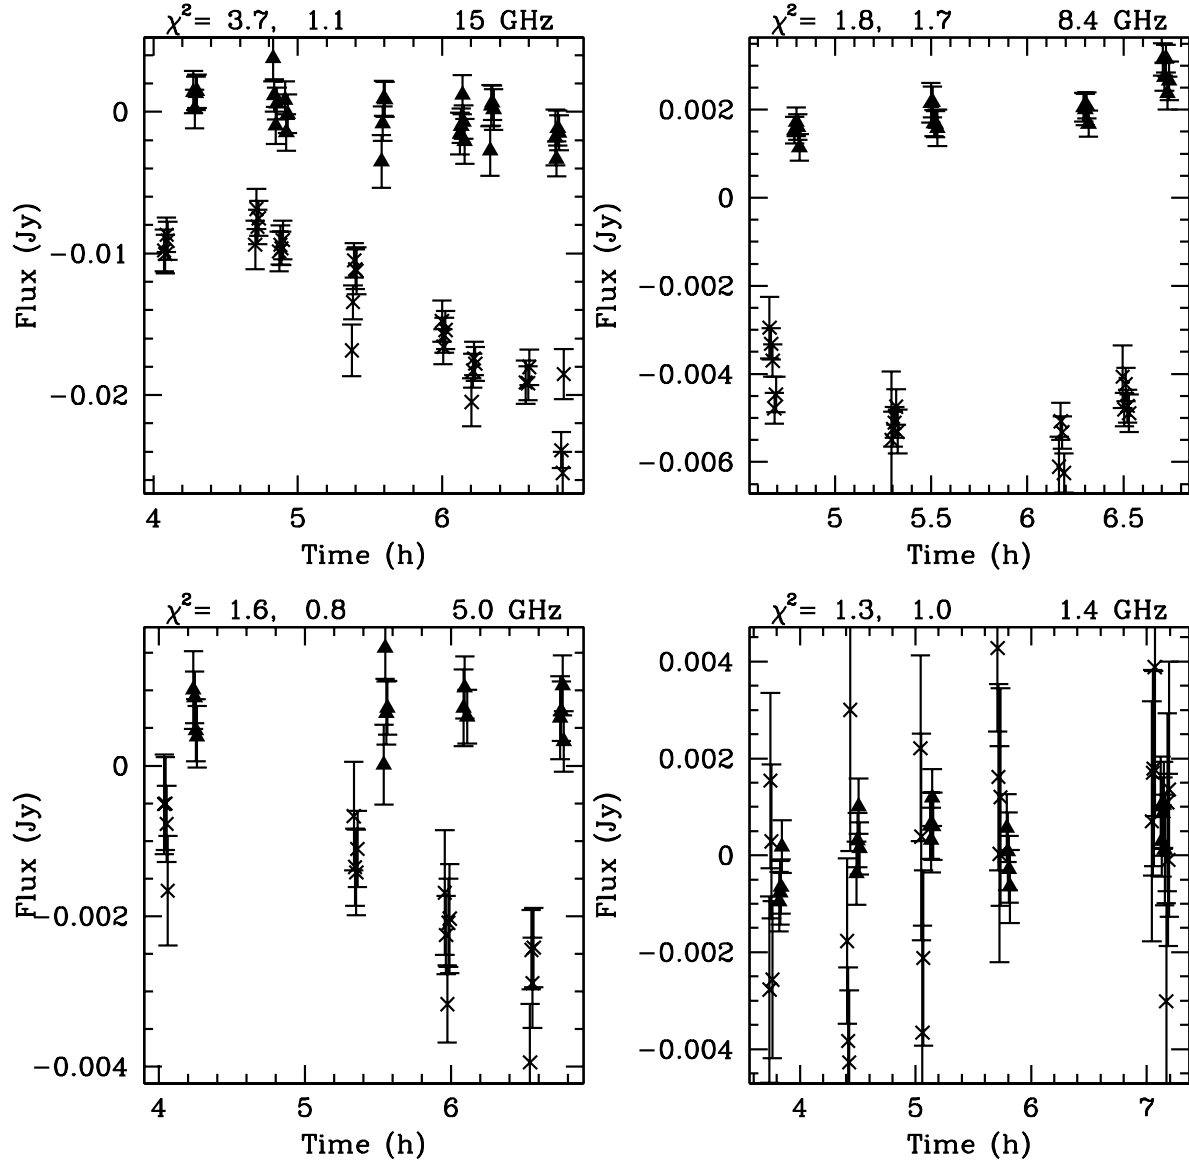 χ²= 3.7, 1.1 15 GHz
0
−0.01
−0.02
Flux (Jy)
4 5 6
Time (h)
χ²= 1.8, 1.7 8.4 GHz
0.002
0
−0.002
−0.004
−0.006
Flux (Jy)
5 5.5 6 6.5
Time (h)
χ²= 1.6, 0.8 5.0 GHz
0
−0.002
−0.004
Flux (Jy)
4 5 6
Time (h)
χ²= 1.3, 1.0 1.4 GHz
0.004
0.002
0
−0.002
−0.004
Flux (Jy)
4 5 6 7
Time (h)